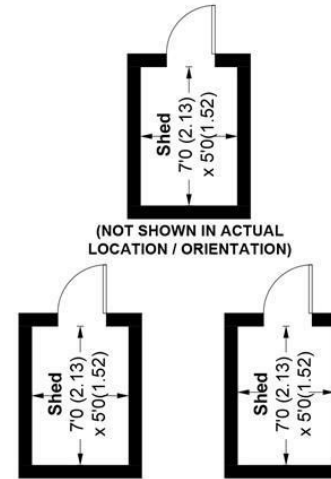 Shed
7'0 (2.13)
x 5'0(1.52)
(NOT SHOWN IN ACTUAL
LOCATION / ORIENTATION)
Shed
7'0 (2.13)
x 5'0(1.52)
Shed
7'0 (2.13)
x 5'0(1.52)